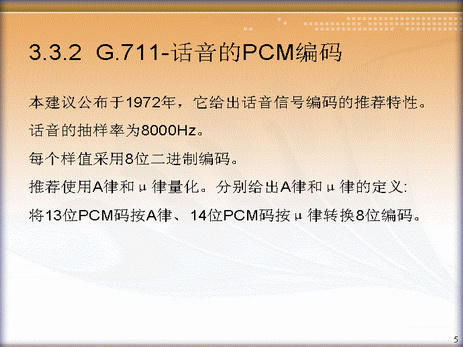 3.3.2 G.711-话音的PCM编码
本建议公布于1972年，它给出话音信号编码的推荐特性。
话音的抽样率为8000Hz。
每个样值采用8位二进制编码。
推荐使用A律和μ律量化。分别给出A律和μ律的定义:
将13位PCM码按A律、14位PCM码按μ律转换8位编码。
5